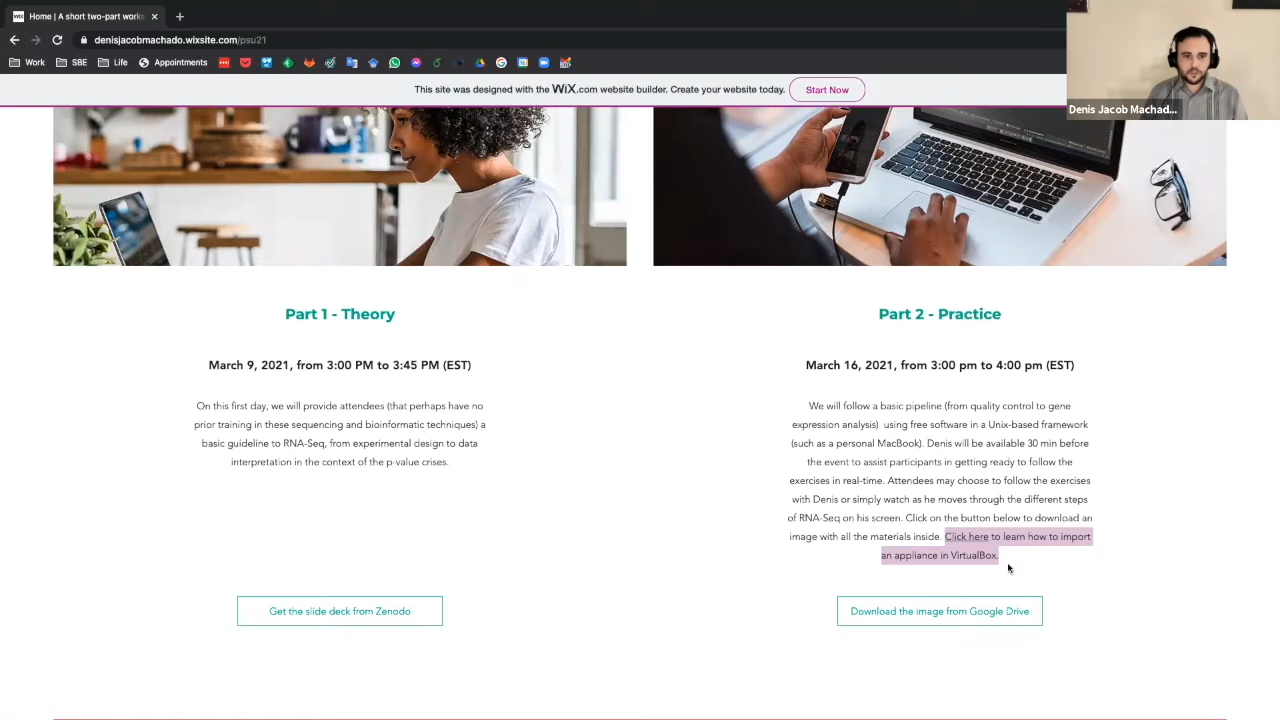 Home | A short two-part works
denisjacobmachado.wixsite.com/psu21
Work
SBE
Life
Appointments
This site was designed with the WiX.com website builder. Create your website today.
Start Now
Denis Jacob Machad...
Part 1 - Theory
March 9, 2021, from 3:00 PM to 3:45 PM (EST)
On this first day, we will provide attendees (that perhaps have no
prior training in these sequencing and bioinformatic techniques) a
basic guideline to RNA-Seq, from experimental design to data
interpretation in the context of the p-value crises.
Get the slide deck from Zenodo
Part 2 - Practice
March 16, 2021, from 3:00 pm to 4:00 pm (EST)
We will follow a basic pipeline (from quality control to gene
expression analysis) using free software in a Unix-based framework
(such as a personal MacBook). Denis will be available 30 min before
the event to assist participants in getting ready to follow the
exercises in real-time. Attendees may choose to follow the exercises
with Denis or simply watch as he moves through the different steps
of RNA-Seq on his screen. Click on the button below to download an
image with all the materials inside. Click here to learn how to import
an appliance in VirtualBox.
Download the image from Google Drive